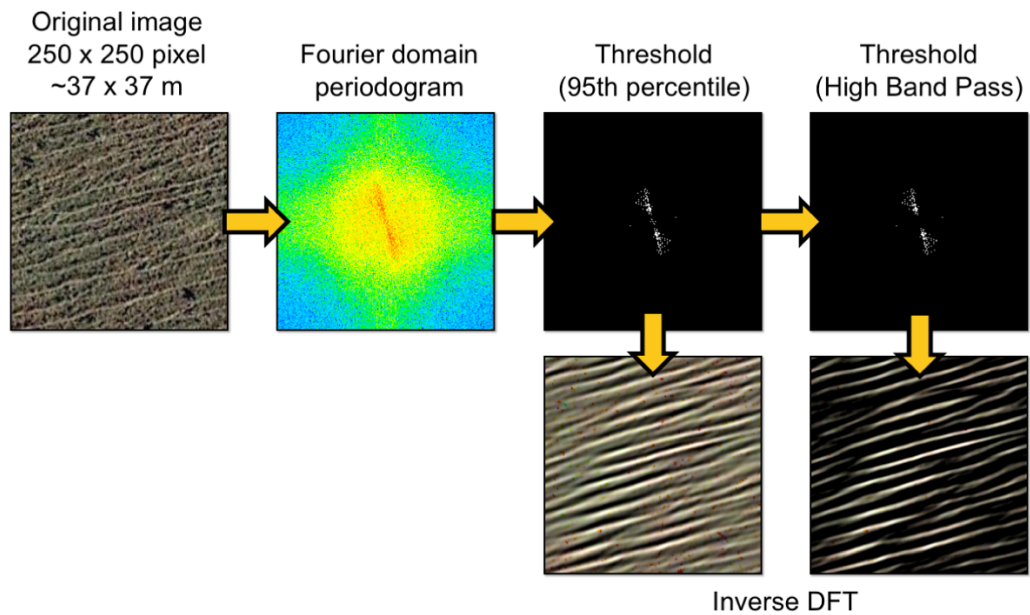 Original image
250 x 250 pixel
~37 x 37 m
Fourier domain
periodogram
Threshold
(95th percentile)
Threshold
(High Band Pass)
Inverse DFT